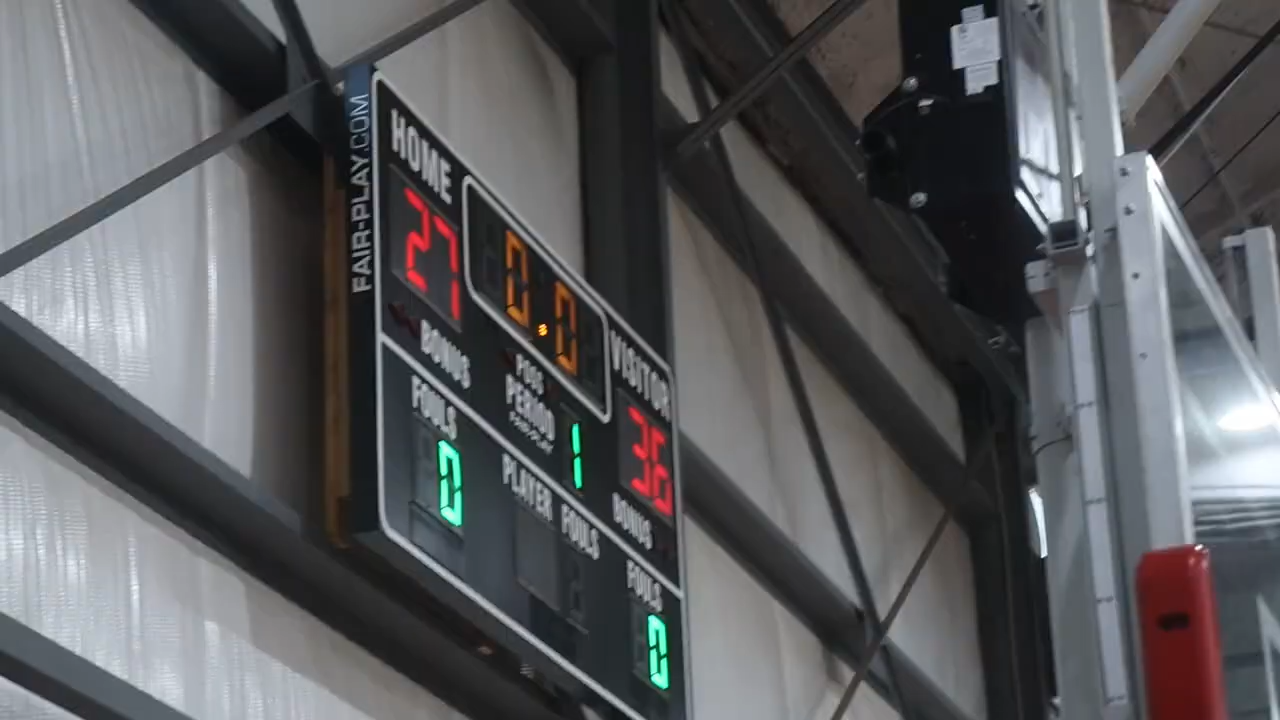 FAIR-PLAY.COM
HOME
27
BONUS
0.0
POSS
PERIOD
FAIR-PLAY
1
VISITOR
36
BONUS
FOULS
0
PLAYER FOULS
FOULS
0